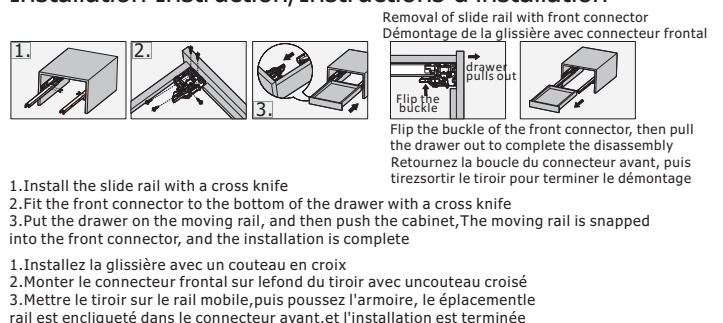 Installation Instruction/Instructions d'installation
Removal of slide rail with front connector
Démontage de la glissière avec connecteur frontal
1.
2.
3.
drawer
pulls out
Flip the
buckle
Flip the buckle of the front connector, then pull
the drawer out to complete the disassembly
Retournez la boucle du connecteur avant, puis
tirezsortir le tiroir pour terminer le démontage
1.Install the slide rail with a cross knife
2.Fit the front connector to the bottom of the drawer with a cross knife
3.Put the drawer on the moving rail, and then push the cabinet,The moving rail is snapped
into the front connector, and the installation is complete
1.Installez la glissière avec un couteau en croix
2.Monter le connecteur frontal sur lefond du tiroir avec uncouteau croisé
3.Mettre le tiroir sur le rail mobile,puis poussez l'armoire, le éplacementle
rail est encliqueté dans le connecteur avant,et l'installation est terminée